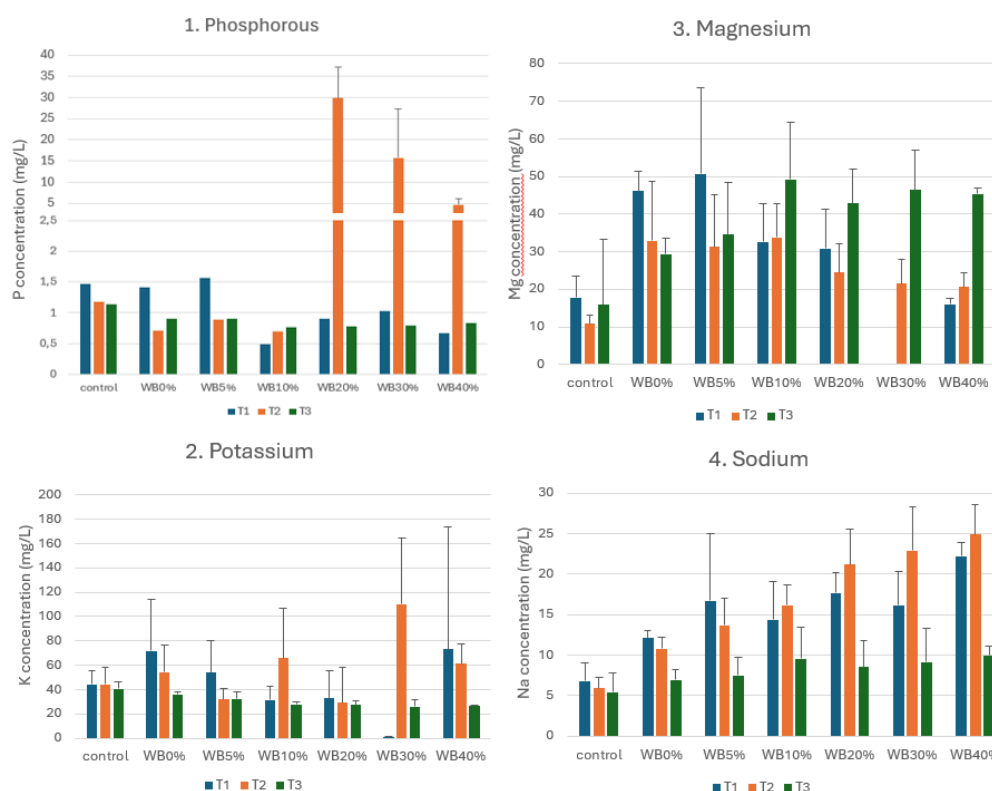 1. Phosphorous
P concentration (mg/L)
40
35
30
25
20
15
10
5
2,5
2
1,5
1
0,5
0
control WB0% WB5% WB10% WB20% WB30% WB40%
T1 T2 T3
3. Magnesium
Mg concentration (mg/L)
80
70
60
50
40
30
20
10
0
control WB0% WB5% WB10% WB20% WB30% WB40%
T1 T2 T3
2. Potassium
K concentration (mg/L)
200
180
160
140
120
100
80
60
40
20
0
control WB0% WB5% WB10% WB20% WB30% WB40%
T1 T2 T3
4. Sodium
Na concentration (mg/L)
30
25
20
15
10
5
0
control WB0% WB5% WB10% WB20% WB30% WB40%
T1 T2 T3